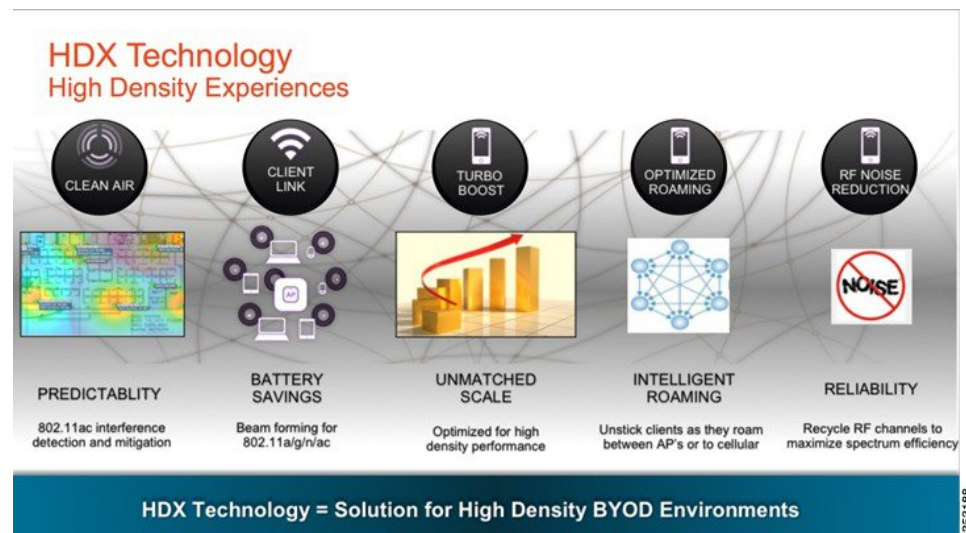 HDX Technology
High Density Experiences
CLEAN AIR
CLIENT
LINK
TURBO
BOOST
OPTIMIZED
ROAMING
RF NOISE
REDUCTION
AP
NOISE
PREDICTABLITY
802.11ac interference
detection and mitigation
BATTERY
SAVINGS
Beam forming for
802.11a/g/n/ac
UNMATCHED
SCALE
Optimized for high
density performance
INTELLIGENT
ROAMING
Unstick clients as they roam
between AP's or to cellular
RELIABILITY
Recycle RF channels to
maximize spectrum efficiency
HDX Technology = Solution for High Density BYOD Environments